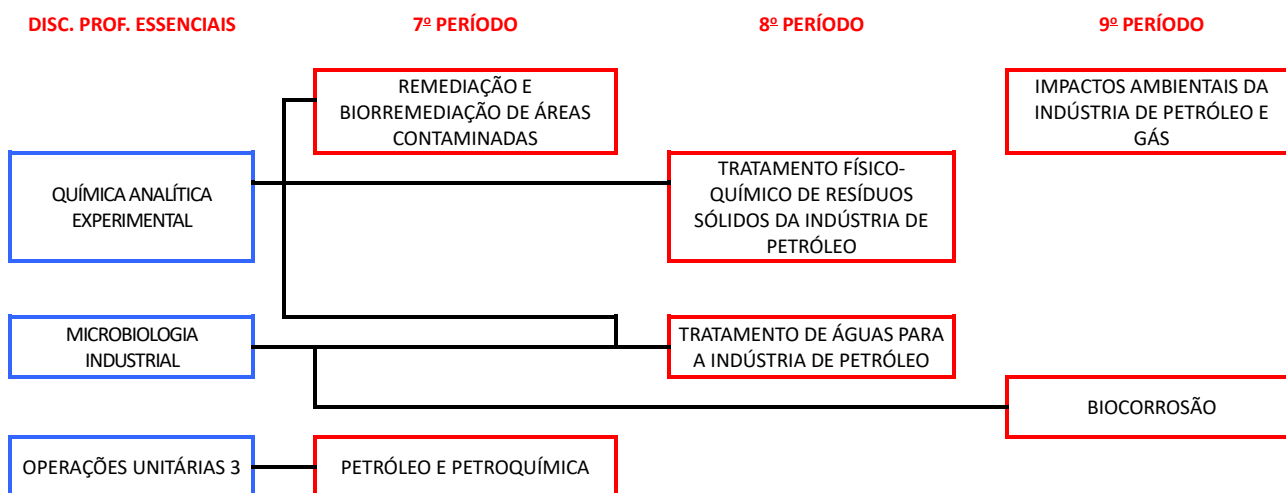 DISC. PROF. ESSENCIAIS
7º PERÍODO
8º PERÍODO
9º PERÍODO
REMEDIAÇÃO E
BIORREMEDIAÇÃO DE ÁREAS
CONTAMINADAS
IMPACTOS AMBIENTAIS DA
INDÚSTRIA DE PETRÓLEO E
GÁS
QUÍMICA ANALÍTICA
EXPERIMENTAL
TRATAMENTO FÍSICO-
QUÍMICO DE RESÍDUOS
SÓLIDOS DA INDÚSTRIA DE
PETRÓLEO
MICROBIOLOGIA
INDUSTRIAL
TRATAMENTO DE ÁGUAS PARA
A INDÚSTRIA DE PETRÓLEO
BIOCORROSÃO
OPERAÇÕES UNITÁRIAS 3
PETRÓLEO E PETROQUÍMICA